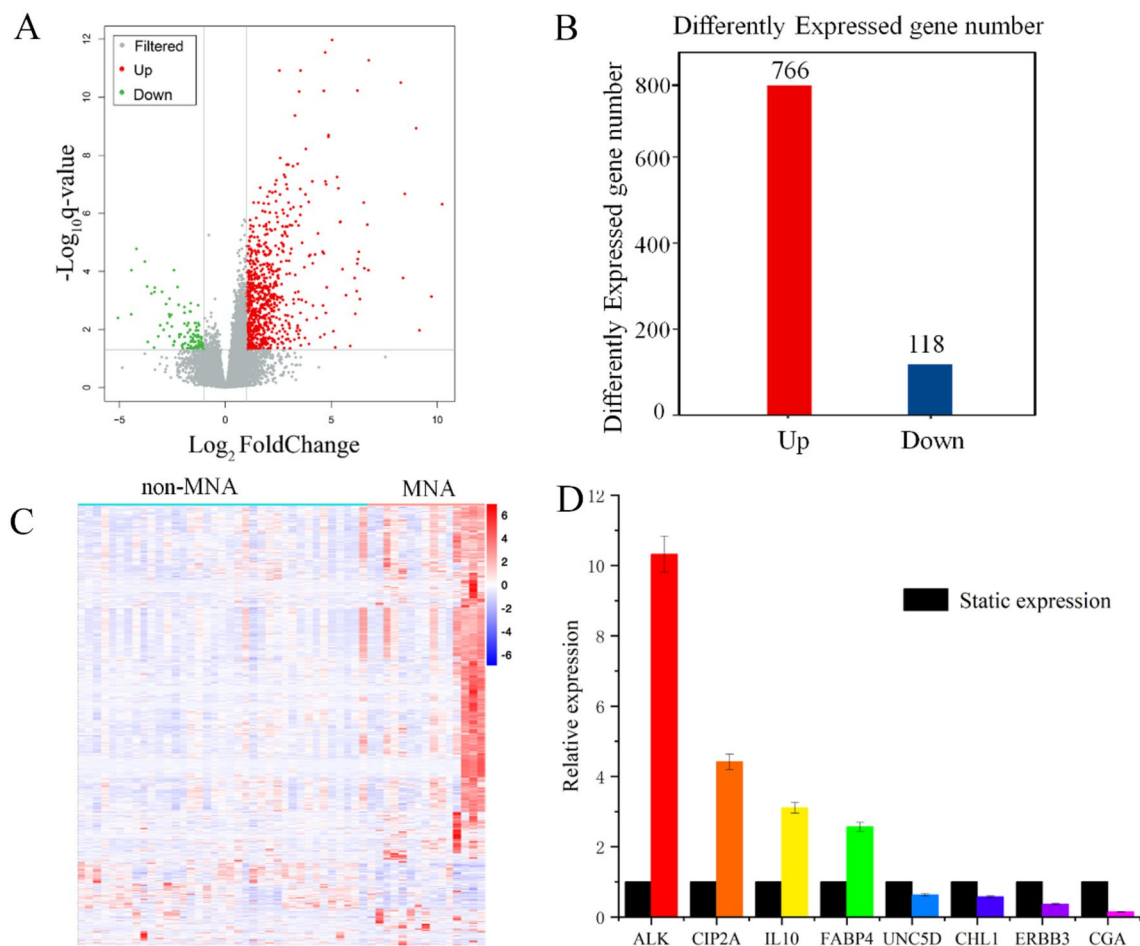 A
12
10
8
6
4
2
0
-Log10q-value
Filtered
Up
Down
−5
0
5
10
Log2 FoldChange
B
Differently Expressed gene number
Differently Expressed gene number
800
600
400
200
0
766
118
Up
Down
C
non-MNA
MNA
6
4
2
0
-2
-4
-6
D
Relative expression
12
10
8
6
4
2
0
Static expression
ALK
CIP2A
IL10
FABP4
UNC5D
CHL1
ERBB3
CGA